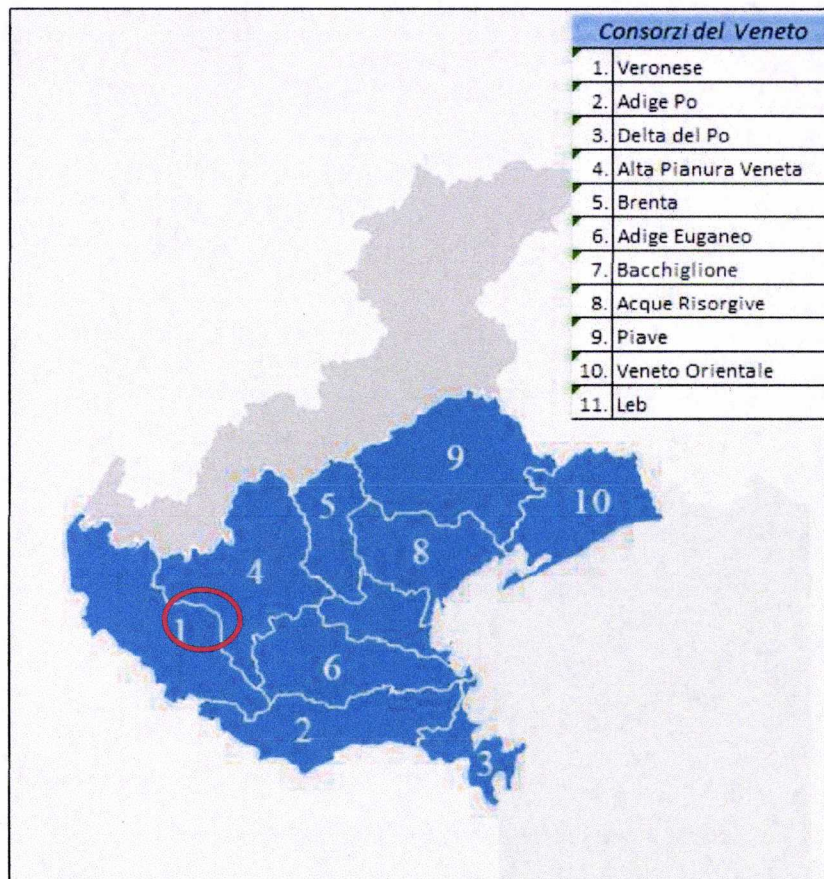 Consorzi del Veneto
1. Veronese
2. Adige Po
3. Delta del Po
4. Alta Pianura Veneta
5. Brenta
6. Adige Euganeo
7. Bacchiglione
8. Acque Risorgive
9. Piave
10. Veneto Orientale
11. Leb
9
5
10
8
4
7
1
6
2
3